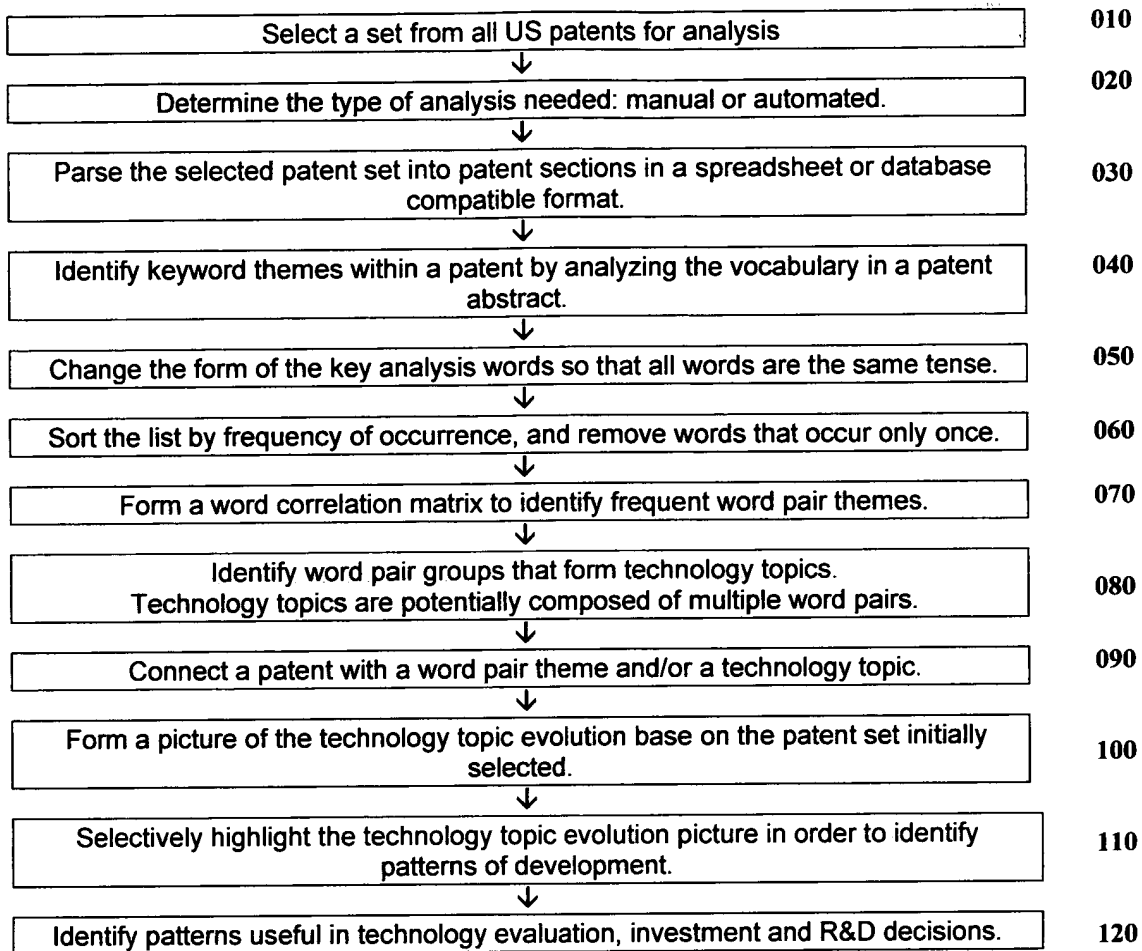 Select a set from all US patents for analysis
010
Determine the type of analysis needed: manual or automated.
020
Parse the selected patent set into patent sections in a spreadsheet or database
compatible format.
030
Identify keyword themes within a patent by analyzing the vocabulary in a patent
abstract.
040
Change the form of the key analysis words so that all words are the same tense.
050
Sort the list by frequency of occurrence, and remove words that occur only once.
060
Form a word correlation matrix to identify frequent word pair themes.
070
Identify word pair groups that form technology topics.
Technology topics are potentially composed of multiple word pairs.
080
Connect a patent with a word pair theme and/or a technology topic.
090
Form a picture of the technology topic evolution base on the patent set initially
selected.
100
Selectively highlight the technology topic evolution picture in order to identify
patterns of development.
110
Identify patterns useful in technology evaluation, investment and R&D decisions.
120